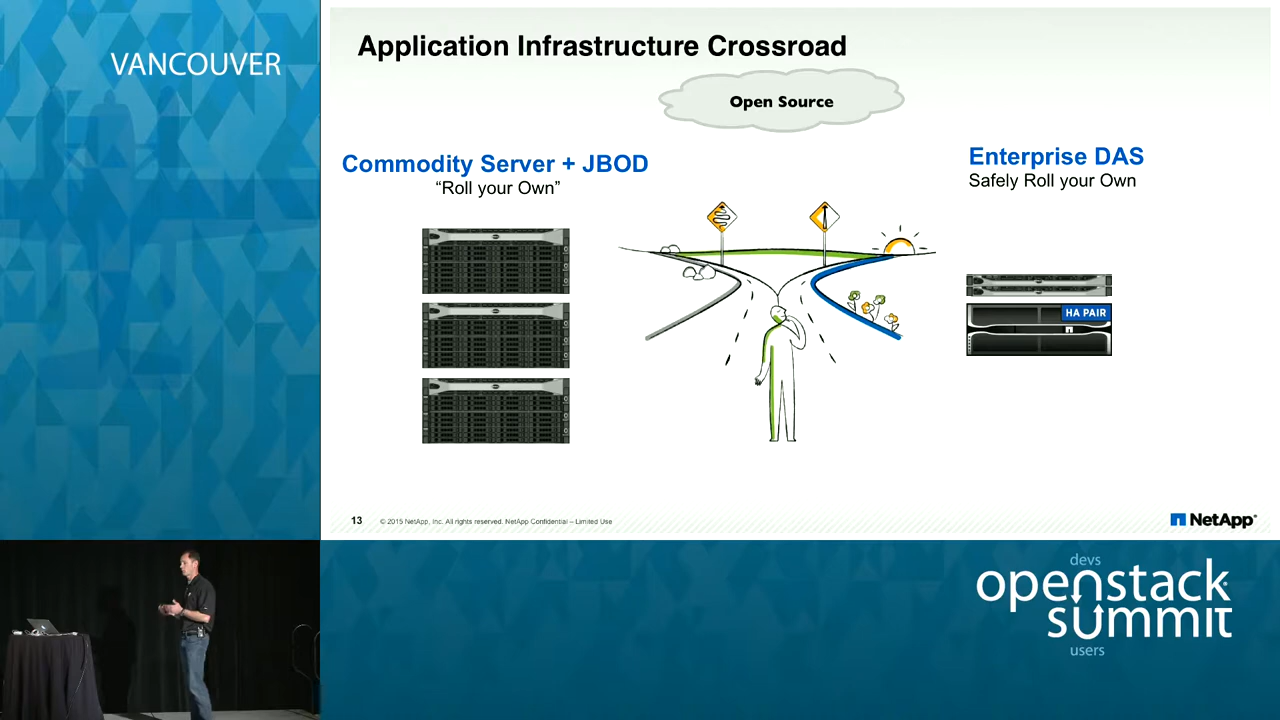 VANCOUVER
Application Infrastructure Crossroad
Open Source
Commodity Server + JBOD
“Roll your Own”
Enterprise DAS
Safely Roll your Own
HA PAIR
13 © 2015 NetApp, Inc. All rights reserved. NetApp Confidential – Limited Use
NetApp
devs
openstack
summit
users